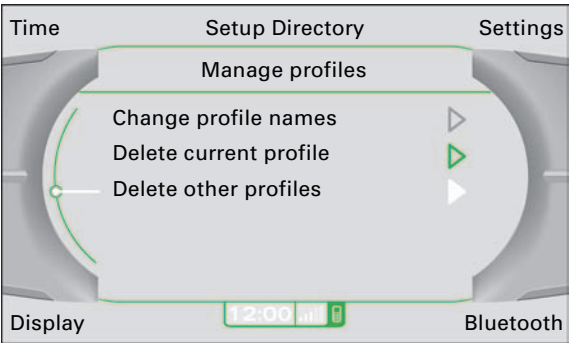 Time Setup Directory Settings
Manage profiles
Change profile names
Delete current profile
Delete other profiles
12:00
Display Bluetooth